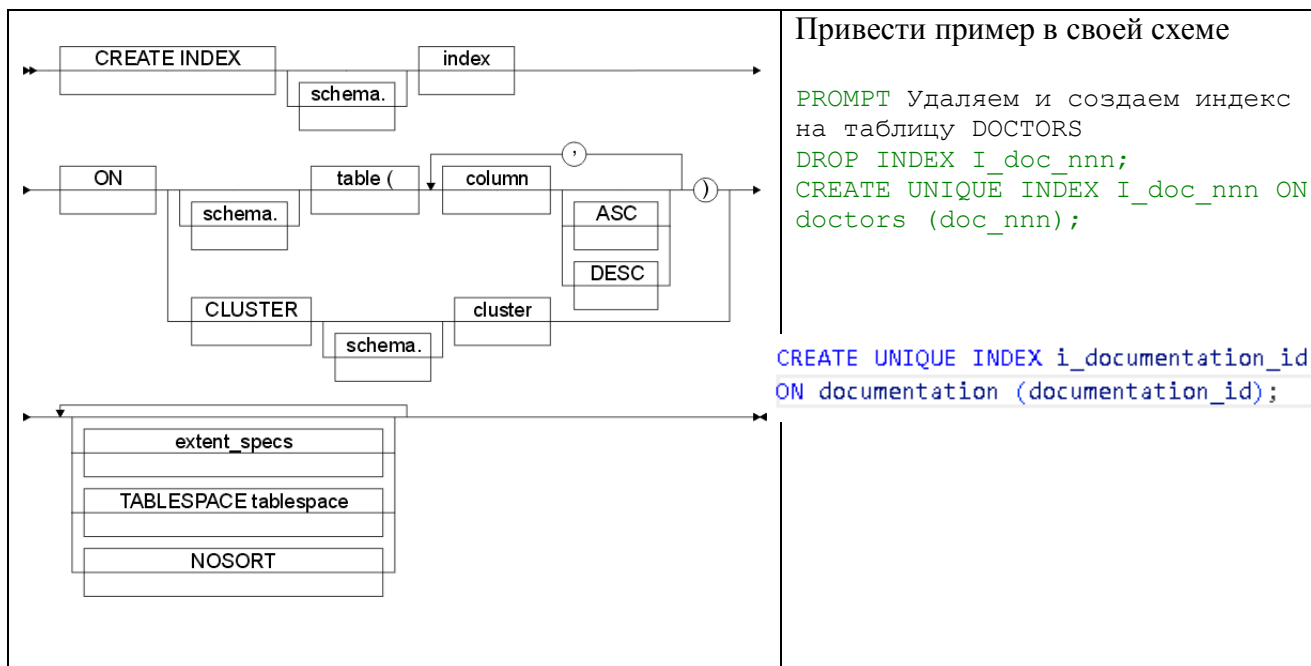 CREATE INDEX
schema.
index
ON
schema.
table (
,
column
ASC
DESC
)
CLUSTER
schema.
cluster
extent_specs
TABLESPACE tablespace
NOSORT
Привести пример в своей схеме
PROMPT Удаляем и создаем индекс
на таблицу DOCTORS
DROP INDEX I_doc_nnn;
CREATE UNIQUE INDEX I_doc_nnn ON
doctors (doc_nnn);
CREATE UNIQUE INDEX i_documentation_id
ON documentation (documentation_id);